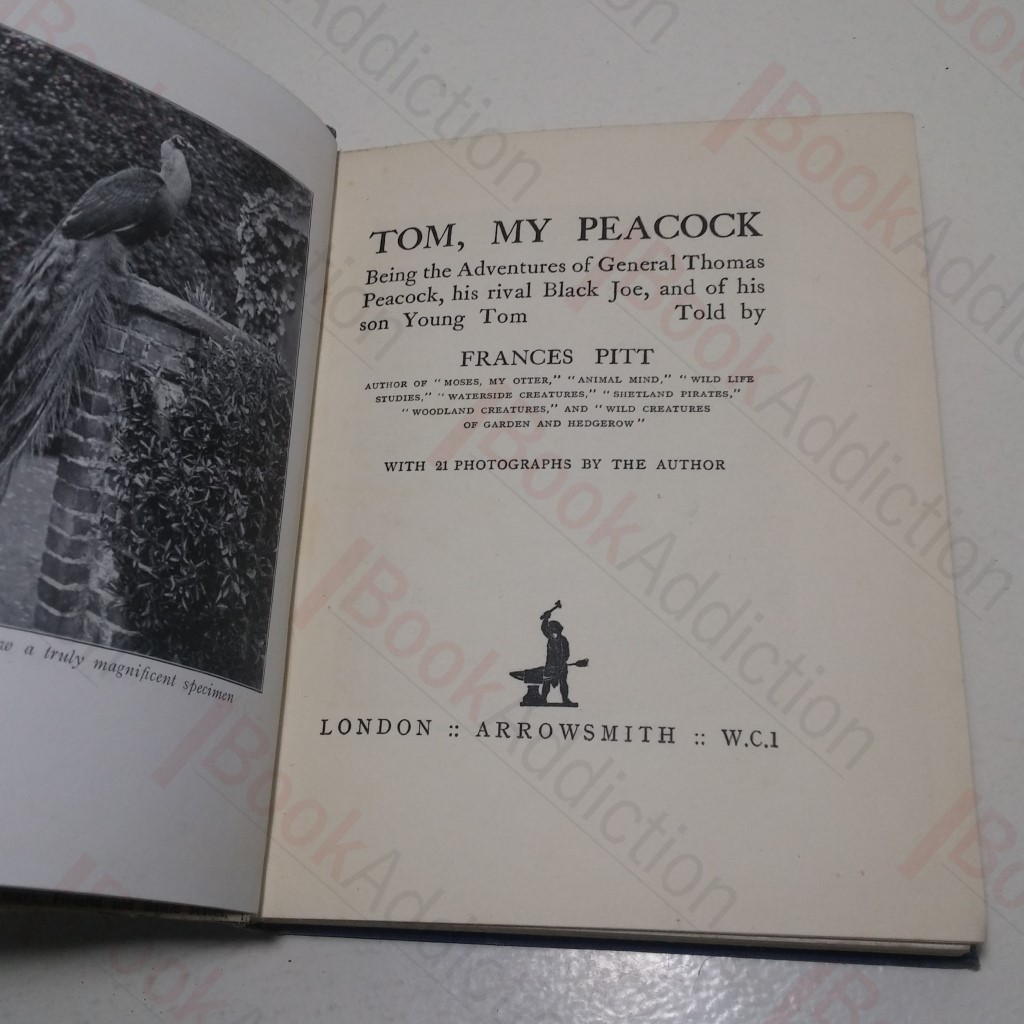 TOM, MY PEACOCK
Being the Adventures of General Thomas
Peacock, his rival Black Joe, and of his
son Young Tom Told by
FRANCES PITT
AUTHOR OF "MOSES, MY OTTER," "ANIMAL MIND," "WILD LIFE
STUDIES," "WATERSIDE CREATURES," "SHETLAND PIRATES,"
"WOODLAND CREATURES," AND "WILD CREATURES
OF GARDEN AND HEDGEROW"
WITH 21 PHOTOGRAPHS BY THE AUTHOR
LONDON :: ARROWSMITH :: W.C.1
a truly magnificent specimen
BookAddiction